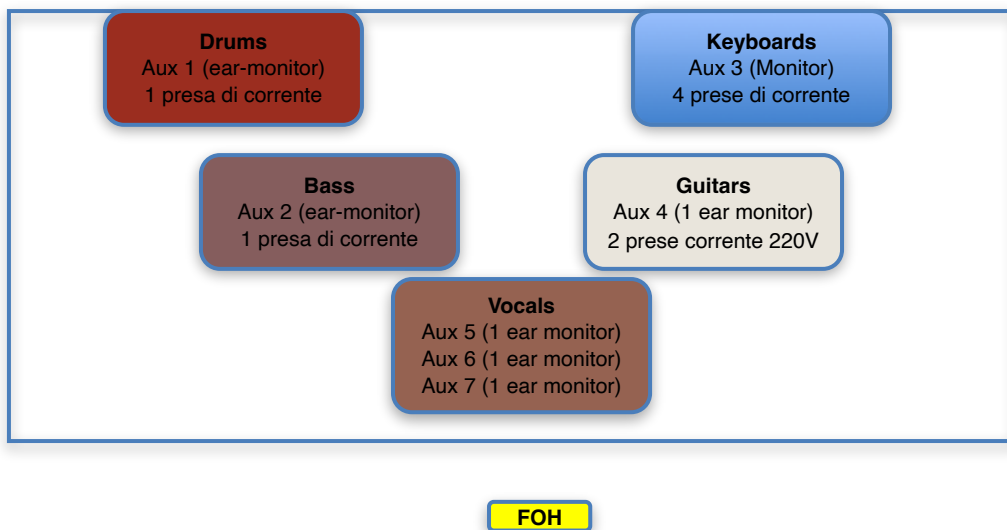 Drums
Aux 1 (ear-monitor)
1 presa di corrente
Keyboards
Aux 3 (Monitor)
4 prese di corrente
Bass
Aux 2 (ear-monitor)
1 presa di corrente
Guitars
Aux 4 (1 ear monitor)
2 prese corrente 220V
Vocals
Aux 5 (1 ear monitor)
Aux 6 (1 ear monitor)
Aux 7 (1 ear monitor)
FOH